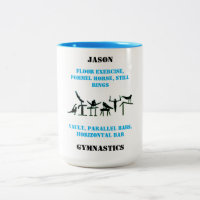 JASON
FLOOR EXERCISE,
POMMEL HORSE, STILL
RINGS
VAULT, PARALLEL BARS,
HORIZONTAL BAR
GYMNASTICS